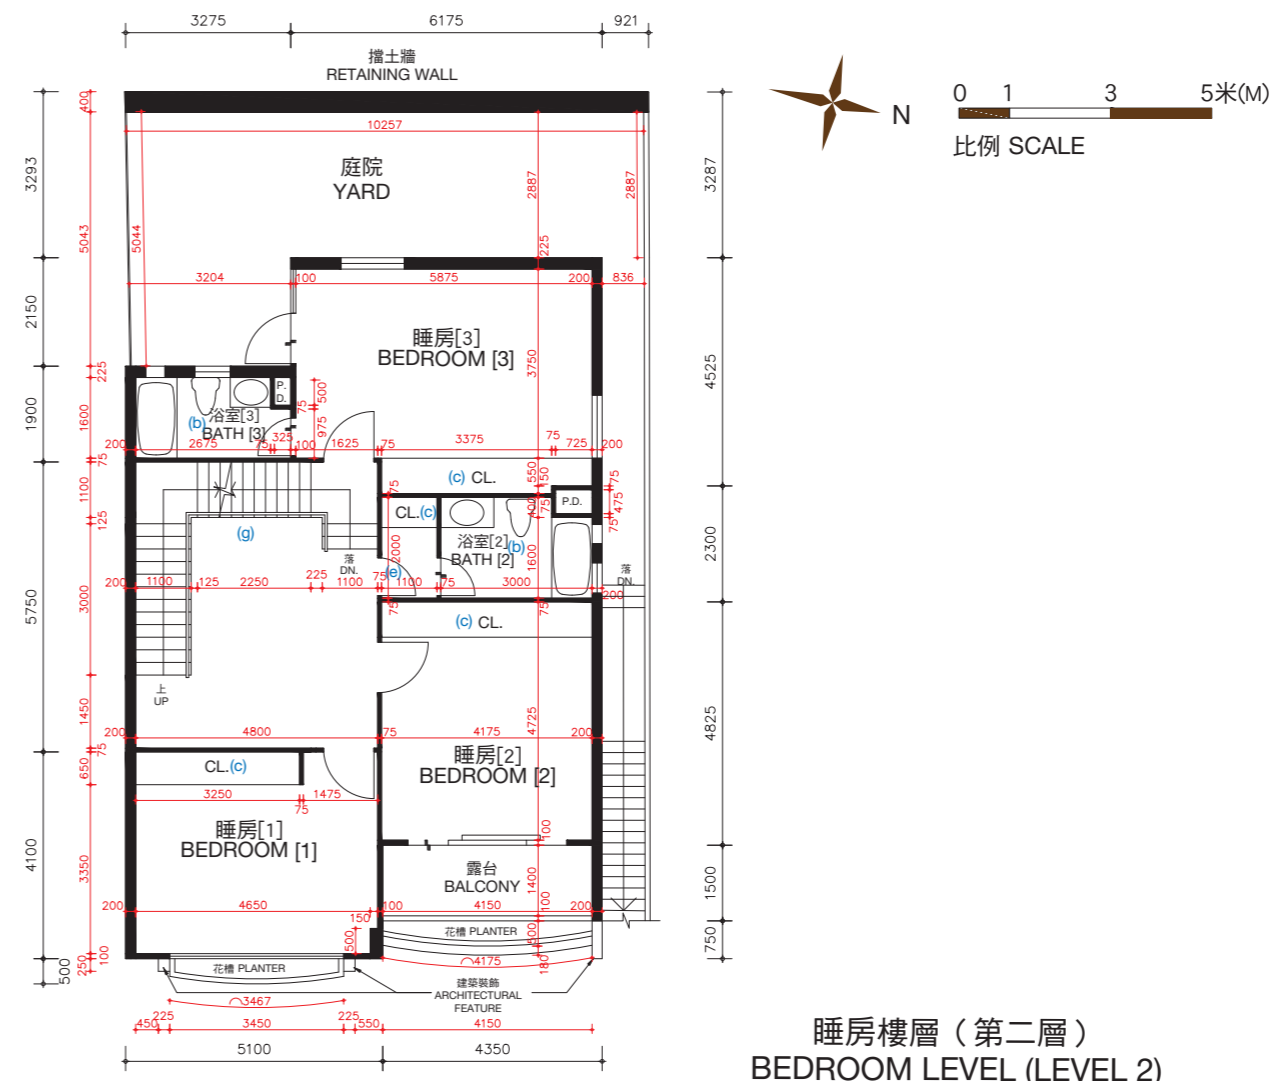 3275
6175
921
擋土牆
RETAINING WALL
N
0 1 3 5米(M)
比例 SCALE
400
10257
3293
3287
庭院
YARD
2887
2887
5043
5044
225
3204
100
5875
200
836
2150
睡房[3]
BEDROOM [3]
3750
4525
225
P.
D.
500
1900
1600
(b)
浴室[3]
BATH [3]
75
975
325
200
2675
75
100
1625
75
3375
75
725
200
75
(c) CL.
550
150
75
1100
75
P.D.
475
CL.(c)
400
75
125
(g)
浴室[2]
(b)
BATH [2]
75
2000
1600
2300
落
DN.
(e)
落
DN.
200
1100
125
2250
225
1100
75
1100
75
3000
200
3000
75
75
5750
(c) CL.
上
UP
1450
4725
4825
200
4800
75
4175
200
75
睡房[2]
BEDROOM [2]
650
CL.(c)
3250
1475
75
睡房[1]
BEDROOM [1]
100
4100
3350
露台
BALCONY
1400
1500
200
4650
100
4150
200
150
100
500
花槽 PLANTER
500
750
250
100
500
花槽 PLANTER
4175
180
建築裝飾
ARCHITECTURAL
FEATURE
3467
225
225
450
3450
550
4150
5100
4350
睡房樓層（第二層）
BEDROOM LEVEL (LEVEL 2)